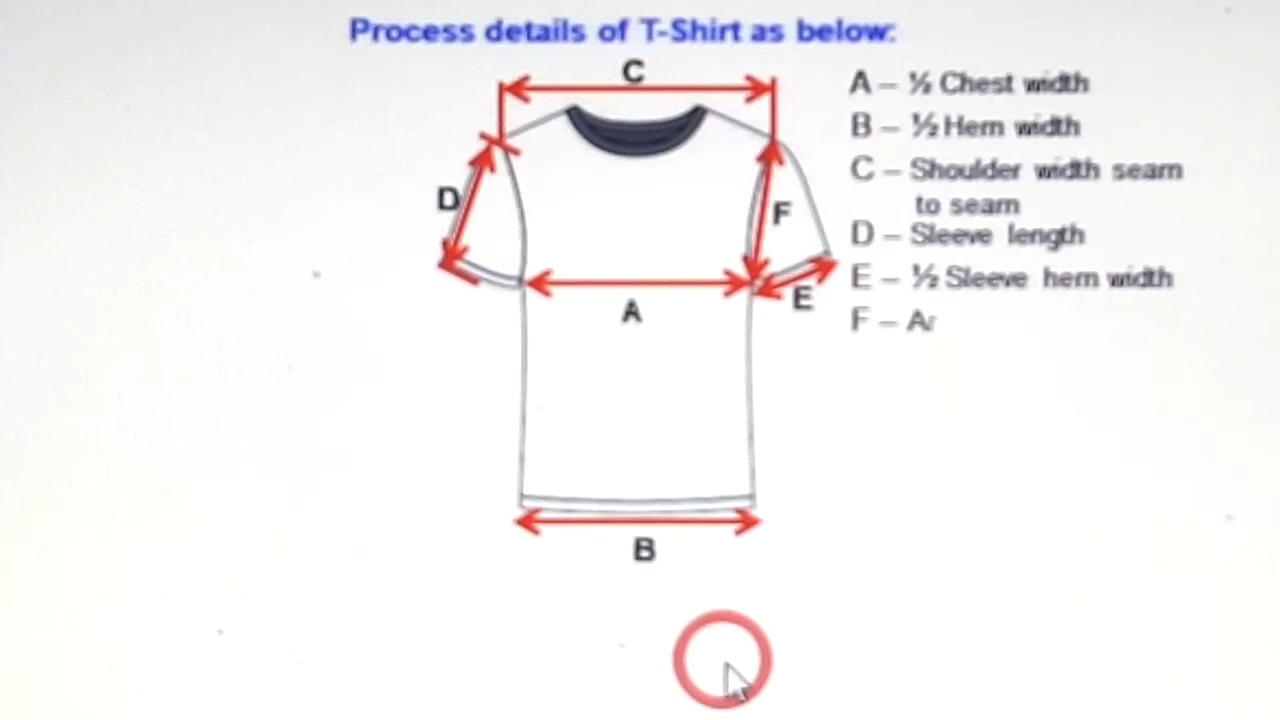 Process details of T-Shirt as below:
C
A – ½ Chest width
B – ½ Hem width
C – Shoulder width seam
to seam
D
F
D – Sleeve length
E – ½ Sleeve hem width
E
A
F – Ar
B